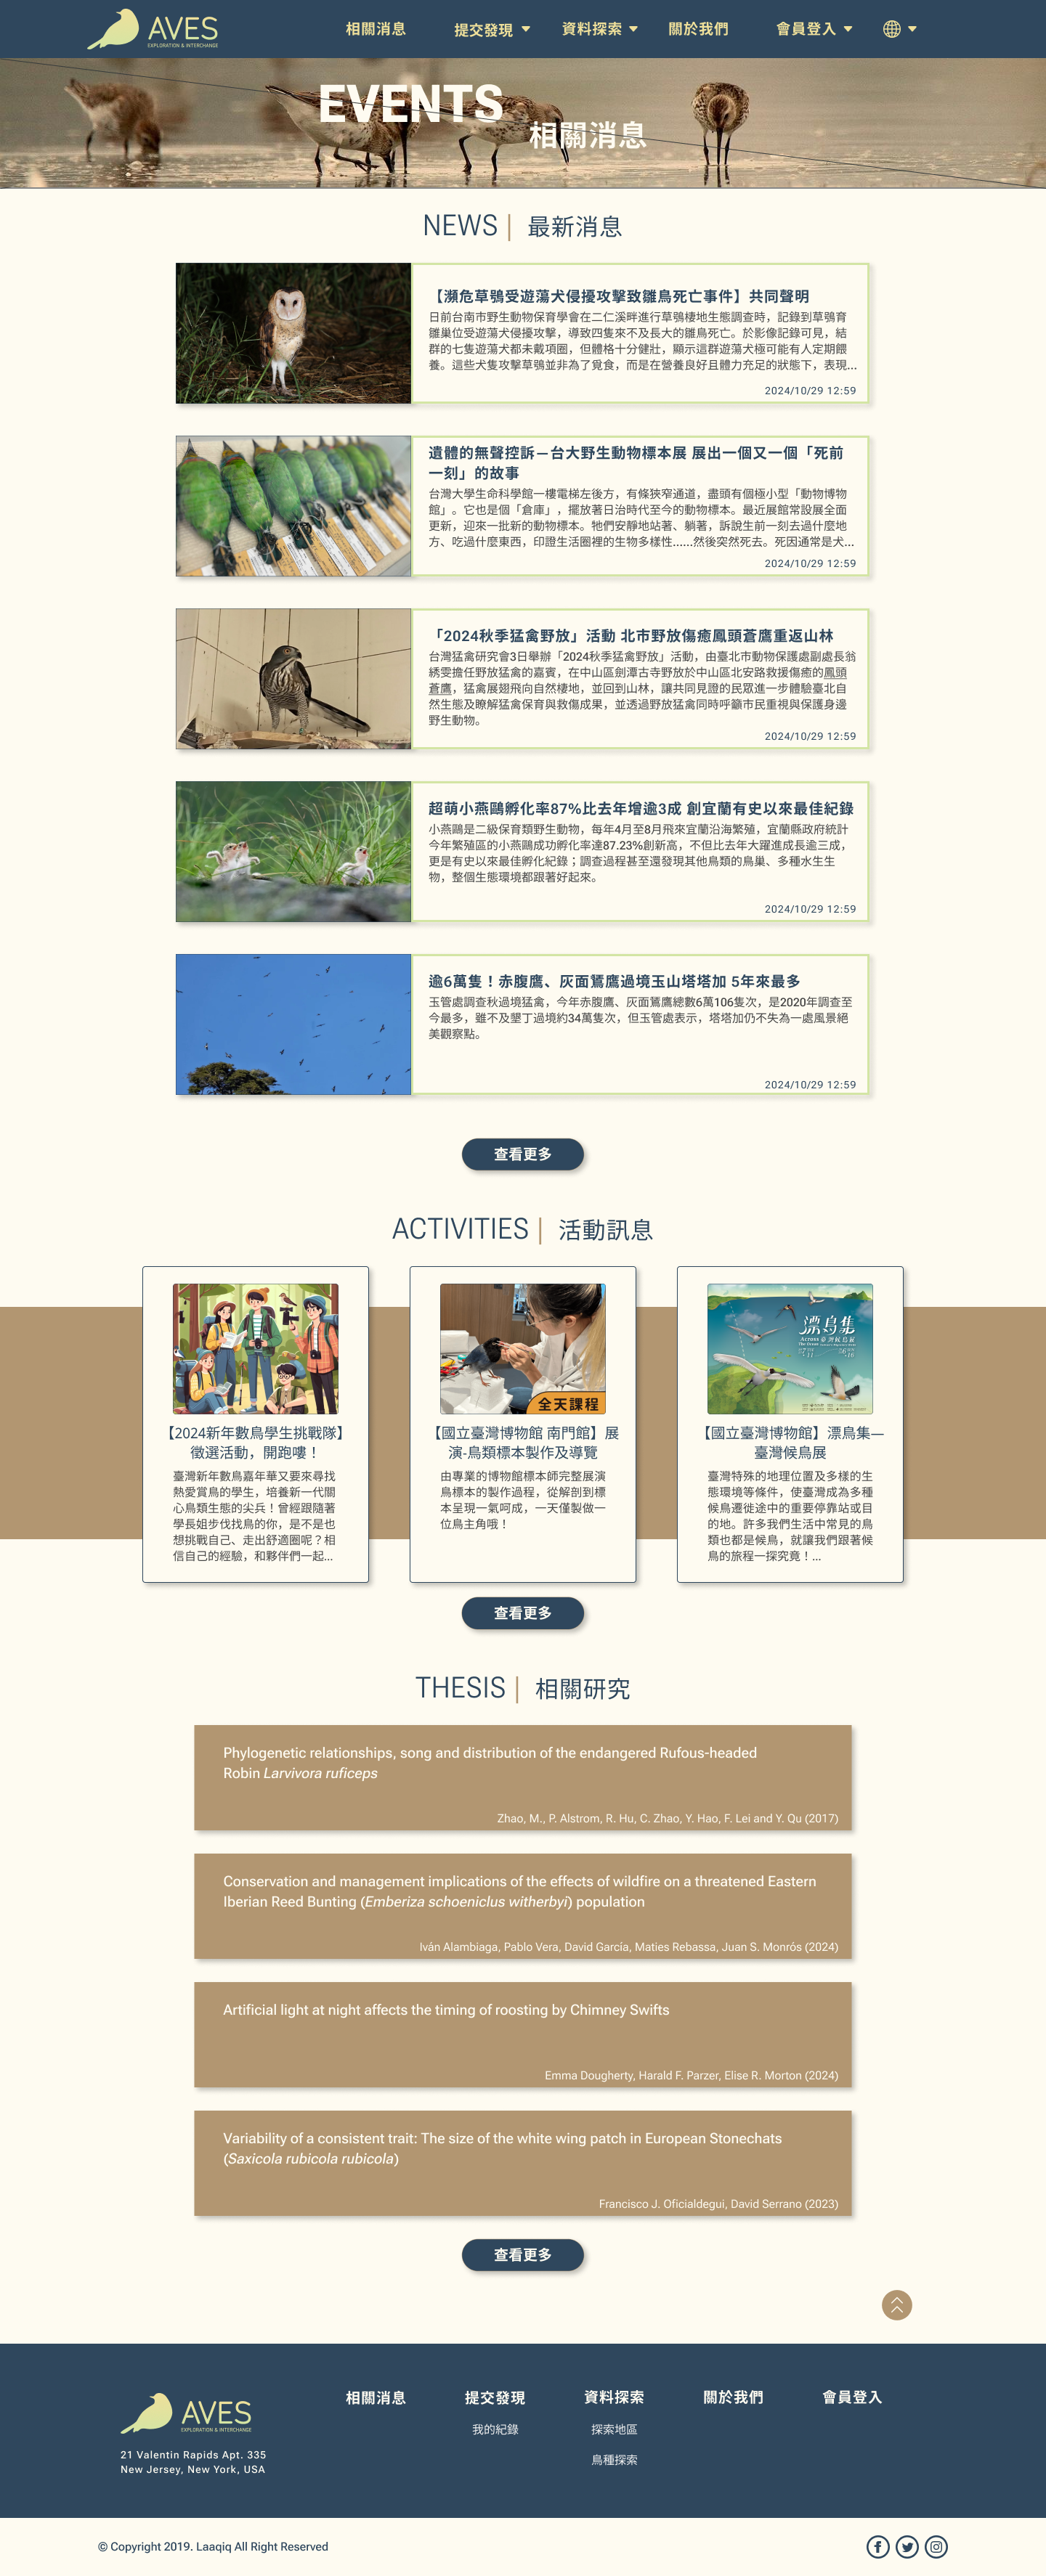 AVES
EXPLORATION & INTERCHANGE
相關消息
提交發現
資料探索
關於我們
會員登入
EVENTS
相關消息
NEWS | 最新消息
【瀕危草鴞受遊蕩犬侵擾攻擊致雛鳥死亡事件】共同聲明
日前台南市野生動物保育學會在二仁溪畔進行草鴞棲地生態調查時，記錄到草鴞育
雛巢位受遊蕩犬侵擾攻擊，導致四隻來不及長大的雛鳥死亡。於影像記錄可見，結
群的七隻遊蕩犬都未戴項圈，但體格十分健壯，顯示這群遊蕩犬極可能有人定期餵
養。這些犬隻攻擊草鴞並非為了覓食，而是在營養良好且體力充足的狀態下，表現...
2024/10/29 12:59
遺體的無聲控訴—台大野生動物標本展 展出一個又一個「死前
一刻」的故事
台灣大學生命科學館一樓電梯左後方，有條狹窄通道，盡頭有個極小型「動物博物
館」。它也是個「倉庫」，擺放著日治時代至今的動物標本。最近展館常設展全面
更新，迎來一批新的動物標本。牠們安靜地站著、躺著，訴說生前一刻去過什麼地
方、吃過什麼東西，印證生活圈裡的生物多樣性......然後突然死去。死因通常是犬...
2024/10/29 12:59
「2024秋季猛禽野放」活動 北市野放傷癒鳳頭蒼鷹重返山林
台灣猛禽研究會3日舉辦「2024秋季猛禽野放」活動，由臺北市動物保護處副處長翁
綉雯擔任野放猛禽的嘉賓，在中山區劍潭古寺野放於中山區北安路救援傷癒的鳳頭
蒼鷹，猛禽展翅飛向自然棲地，並回到山林，讓共同見證的民眾進一步體驗臺北自
然生態及瞭解猛禽保育與救傷成果，並透過野放猛禽同時呼籲市民重視與保護身邊
野生動物。
2024/10/29 12:59
超萌小燕鷗孵化率87%比去年增逾3成 創宜蘭有史以來最佳紀錄
小燕鷗是二級保育類野生動物，每年4月至8月飛來宜蘭沿海繁殖，宜蘭縣政府統計
今年繁殖區的小燕鷗成功孵化率達87.23%創新高，不但比去年大躍進成長逾三成，
更是有史以來最佳孵化紀錄；調查過程甚至還發現其他鳥類的鳥巢、多種水生生
物，整個生態環境都跟著好起來。
2024/10/29 12:59
逾6萬隻！赤腹鷹、灰面鵟鷹過境玉山塔塔加 5年來最多
玉管處調查秋過境猛禽，今年赤腹鷹、灰面鵟鷹總數6萬106隻次，是2020年調查至
今最多，雖不及墾丁過境約34萬隻次，但玉管處表示，塔塔加仍不失為一處風景絕
美觀察點。
2024/10/29 12:59
查看更多
ACTIVITIES | 活動訊息
【2024新年數鳥學生挑戰隊】
徵選活動，開跑嘍！
臺灣新年數鳥嘉年華又要來尋找
熱愛賞鳥的學生，培養新一代關
心鳥類生態的尖兵！曾經跟隨著
學長姐步伐找鳥的你，是不是也
想挑戰自己、走出舒適圈呢？相
信自己的經驗，和夥伴們一起...
全天課程
【國立臺灣博物館 南門館】展
演-鳥類標本製作及導覽
由專業的博物館標本師完整展演
鳥標本的製作過程，從解剖到標
本呈現一氣呵成，一天僅製做一
位鳥主角哦！
漂鳥集
【國立臺灣博物館】漂鳥集—
臺灣候鳥展
臺灣特殊的地理位置及多樣的生
態環境等條件，使臺灣成為多種
候鳥遷徙途中的重要停靠站或目
的地。許多我們生活中常見的鳥
類也都是候鳥，就讓我們跟著候
鳥的旅程一探究竟！...
查看更多
THESIS | 相關研究
Phylogenetic relationships, song and distribution of the endangered Rufous-headed
Robin Larvivora ruficeps
Zhao, M., P. Alstrom, R. Hu, C. Zhao, Y. Hao, F. Lei and Y. Qu (2017)
Conservation and management implications of the effects of wildfire on a threatened Eastern
Iberian Reed Bunting (Emberiza schoeniclus witherbyi) population
Iván Alambiaga, Pablo Vera, David García, Maties Rebassa, Juan S. Monrós (2024)
Artificial light at night affects the timing of roosting by Chimney Swifts
Emma Dougherty, Harald F. Parzer, Elise R. Morton (2024)
Variability of a consistent trait: The size of the white wing patch in European Stonechats
(Saxicola rubicola rubicola)
Francisco J. Oficialdegui, David Serrano (2023)
查看更多
AVES
EXPLORATION & INTERCHANGE
21 Valentin Rapids Apt. 335
New Jersey, New York, USA
相關消息
提交發現
我的紀錄
資料探索
探索地區
鳥種探索
關於我們
會員登入
© Copyright 2019. Laaqiq All Right Reserved